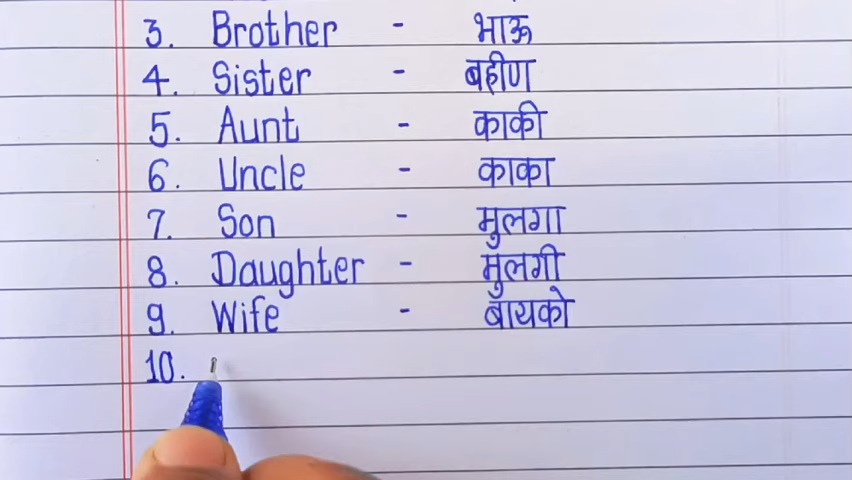 3. Brother - भाऊ
4. Sister - बहीण
5. Aunt - काकी
6. Uncle - काका
7. Son - मुलगा
8. Daughter - मुलगी
9. Wife - बायको
10.